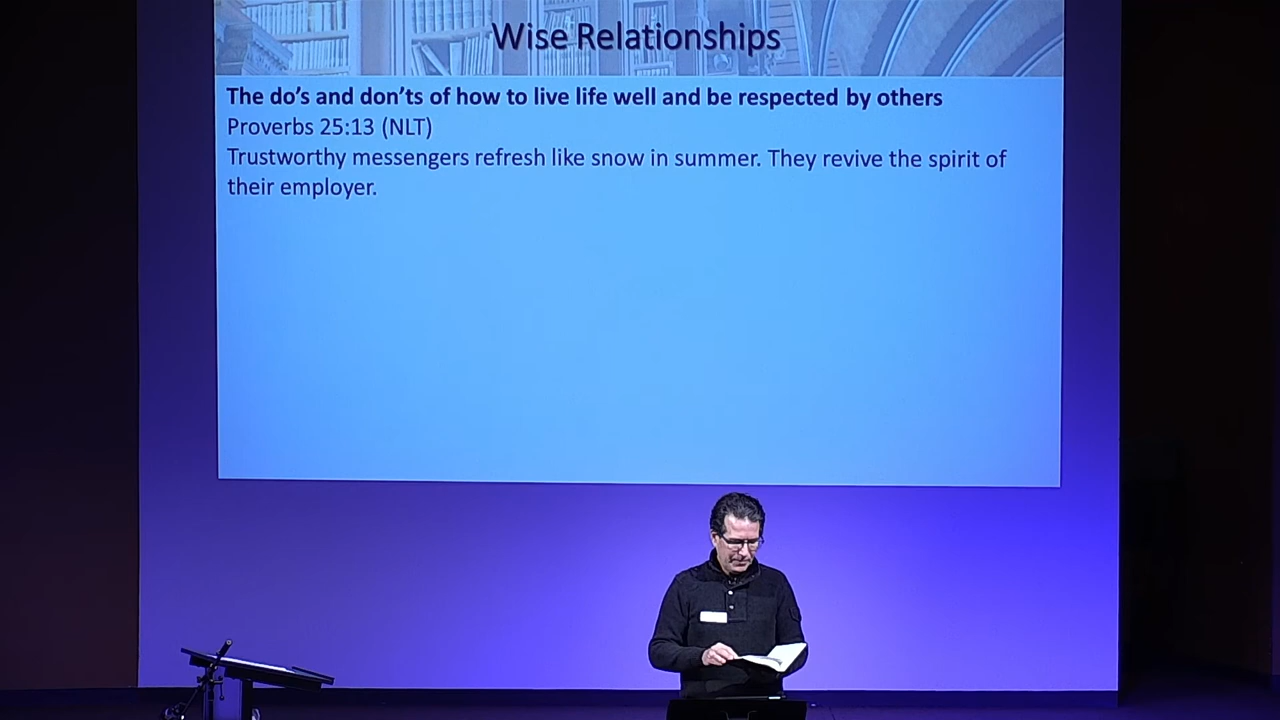 Wise Relationships
The do's and don'ts of how to live life well and be respected by others
Proverbs 25:13 (NLT)
Trustworthy messengers refresh like snow in summer. They revive the spirit of
their employer.